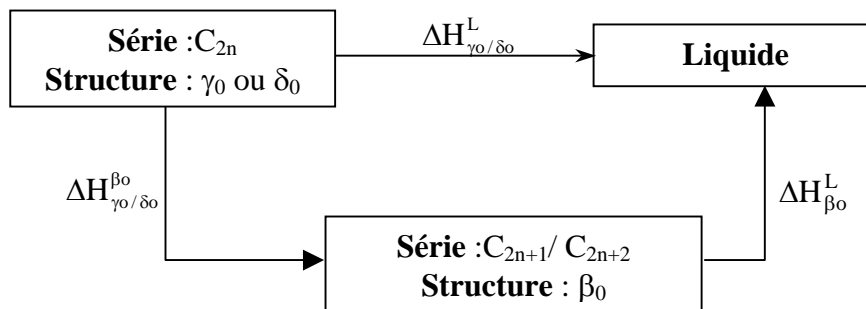 Série :C₂ₙ
Structure : γ₀ ou δ₀
ΔH^L_γo/δo
Liquide
ΔH^βo_γo/δo
ΔH^L_βo
Série :C₂ₙ₊₁/ C₂ₙ₊₂
Structure : β₀